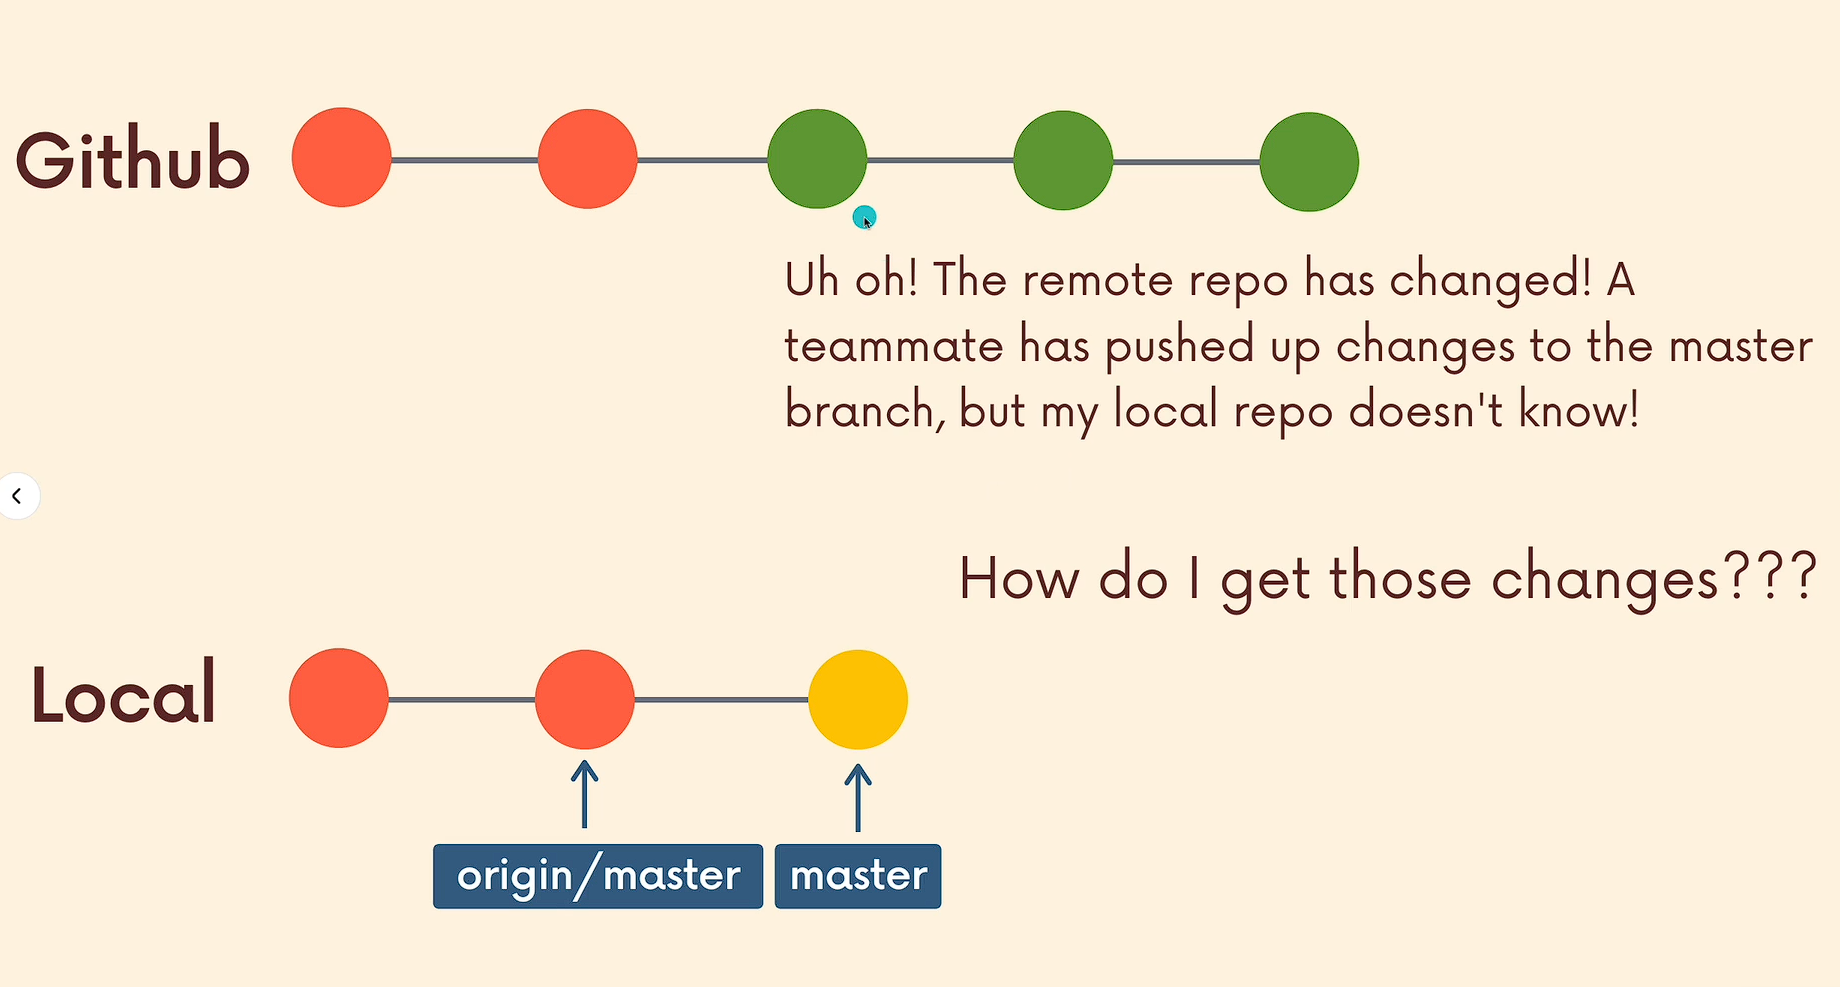 Github
Uh oh! The remote repo has changed! A
teammate has pushed up changes to the master
branch, but my local repo doesn't know!
How do I get those changes???
Local
origin/master
master